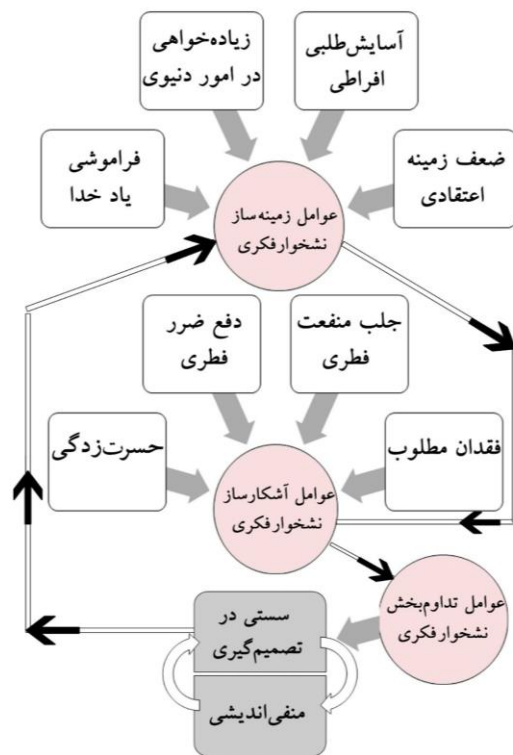 زیاده‌خواهی
در امور دنیوی
آسایش‌طلبی
افراطی
فراموشی
یاد خدا
ضعف زمینه
اعتقادی
عوامل زمینه‌ساز
نشخوارفکری
دفع ضرر
فطری
جلب منفعت
فطری
حسرت‌زدگی
فقدان مطلوب
عوامل آشکارساز
نشخوارفکری
عوامل تداوم‌بخش
نشخوارفکری
سستی در
تصمیم‌گیری
منفی‌اندیشی